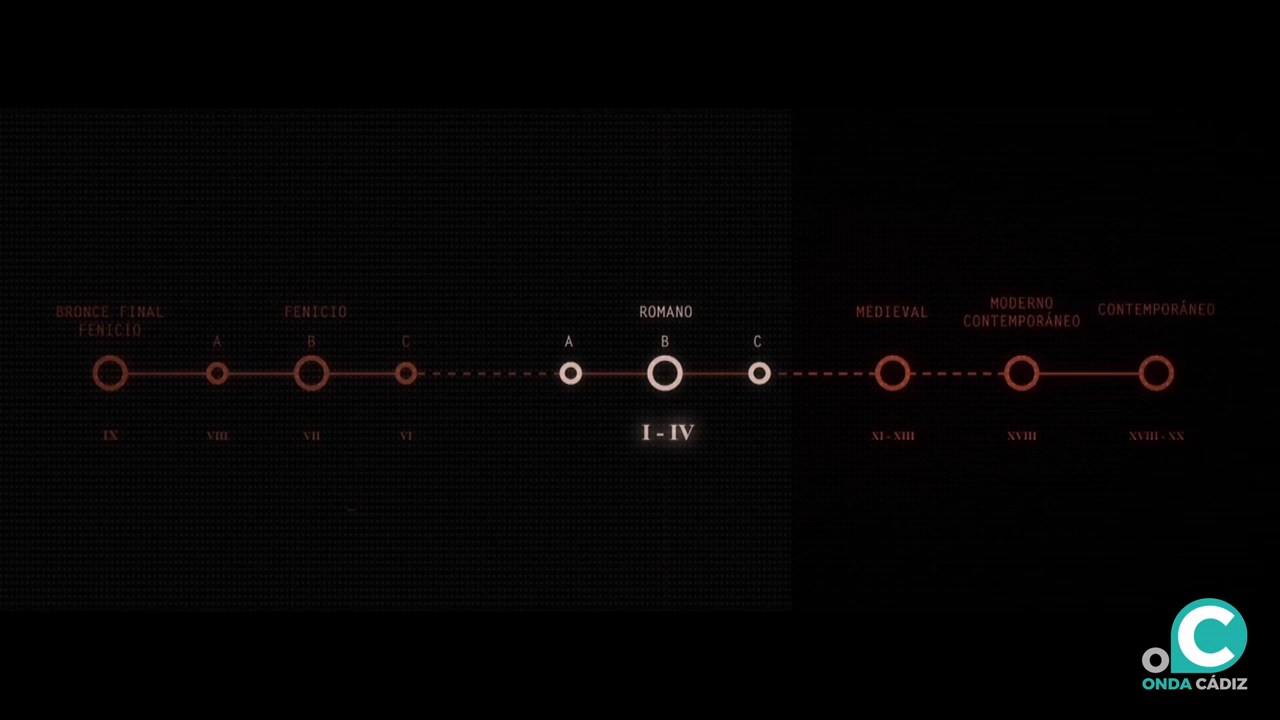 BRONCE FINAL
FENICIO
FENICIO
ROMANO
MEDIEVAL
MODERNO
CONTEMPORÁNEO
CONTEMPORÁNEO
A B C A B C
IX VIII VII VI I - IV XI - XIII XVIII XVIII - XX
ONDA CÁDIZ